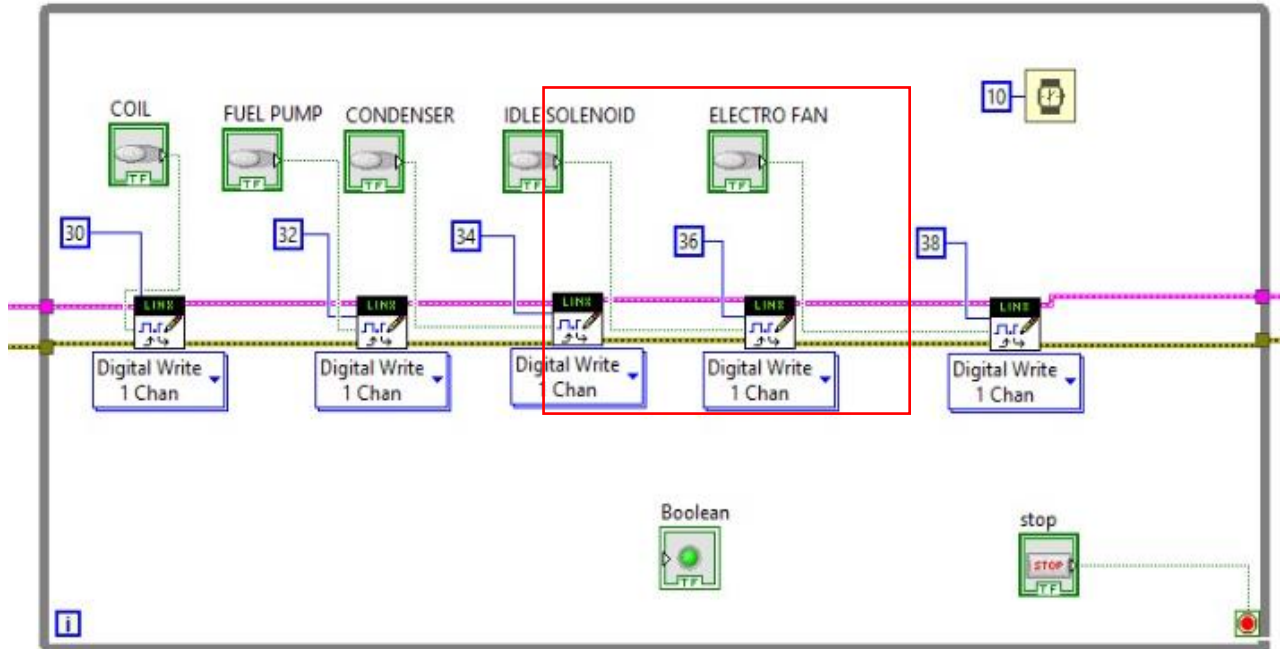 COIL
FUEL PUMP
CONDENSER
IDLE SOLENOID
ELECTRO FAN
10
TF
TF
TF
TF
TF
30
32
34
36
38
LINX
LINX
LINX
LINX
LINX
Digital Write
1 Chan
Digital Write
1 Chan
Digital Write
1 Chan
Digital Write
1 Chan
Digital Write
1 Chan
Boolean
TF
stop
STOP
TF
i